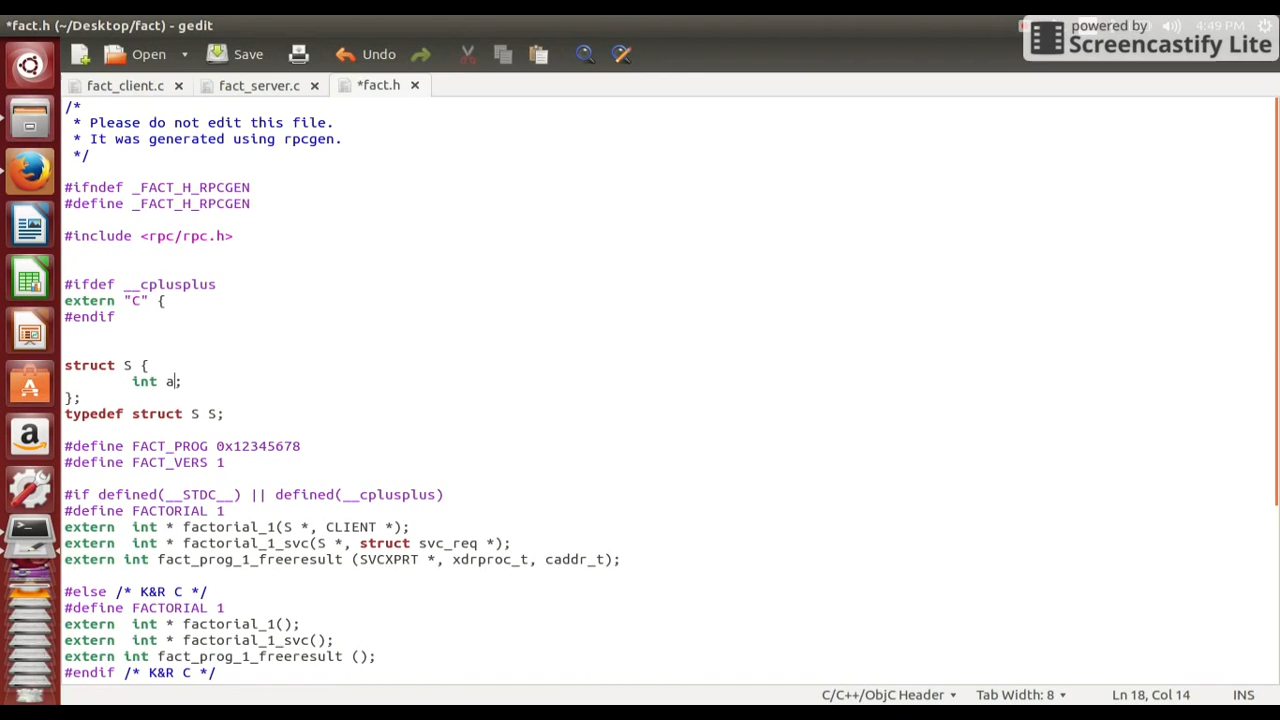 *fact.h (~/Desktop/fact) - gedit
4:49 PM
powered by
Screencastify Lite
Open
Save
Undo
fact_client.c × fact_server.c × *fact.h ×
/*
 * Please do not edit this file.
 * It was generated using rpcgen.
 */
#ifndef _FACT_H_RPCGEN
#define _FACT_H_RPCGEN
#include <rpc/rpc.h>
#ifdef __cplusplus
extern "C" {
#endif
struct S {
int a;
};
typedef struct S S;
#define FACT_PROG 0x12345678
#define FACT_VERS 1
#if defined(__STDC__) || defined(__cplusplus)
#define FACTORIAL 1
extern  int * factorial_1(S *, CLIENT *);
extern  int * factorial_1_svc(S *, struct svc_req *);
extern int fact_prog_1_freeresult (SVCXPRT *, xdrproc_t, caddr_t);
#else /* K&R C */
#define FACTORIAL 1
extern  int * factorial_1();
extern  int * factorial_1_svc();
extern int fact_prog_1_freeresult ();
#endif /* K&R C */
C/C++/ObjC Header Tab Width: 8 Ln 18, Col 14 INS